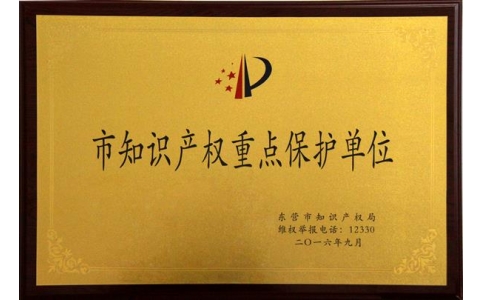 市知识产权重点保护单位
东营市知识产权局
维权举报电话：12330
二〇一六年九月